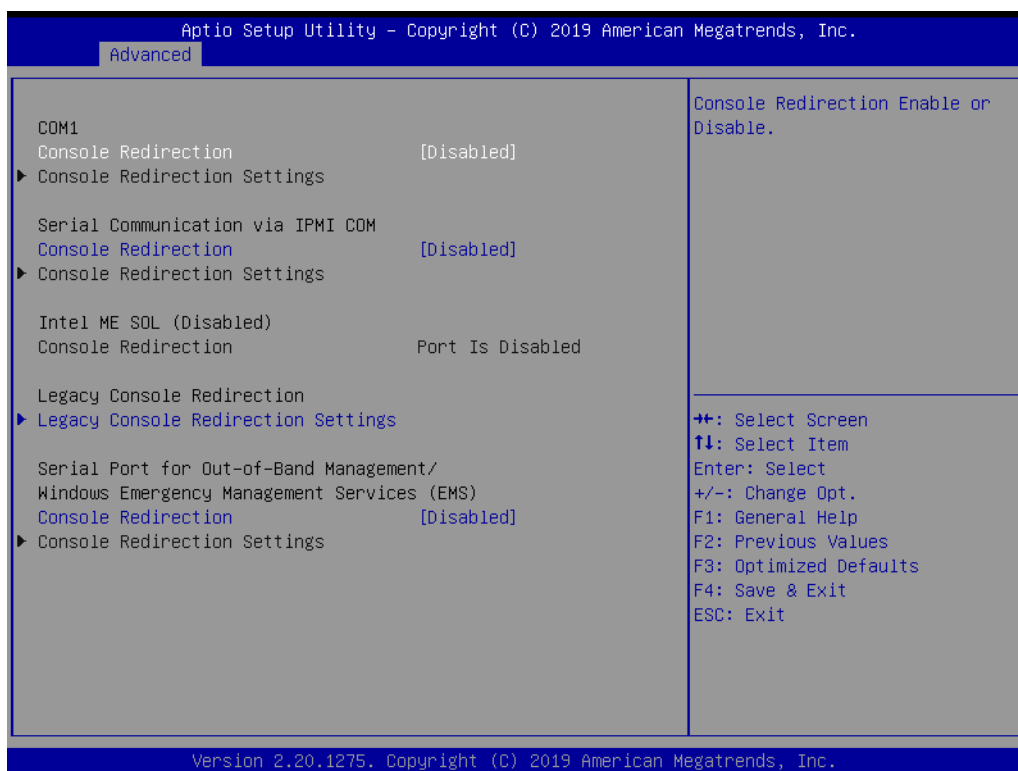 Aptio Setup Utility – Copyright (C) 2019 American Megatrends, Inc.
Advanced
COM1
Console Redirection [Disabled]
▶ Console Redirection Settings
Serial Communication via IPMI COM
Console Redirection [Disabled]
▶ Console Redirection Settings
Intel ME SOL (Disabled)
Console Redirection Port Is Disabled
Legacy Console Redirection
▶ Legacy Console Redirection Settings
Serial Port for Out-of-Band Management/
Windows Emergency Management Services (EMS)
Console Redirection [Disabled]
▶ Console Redirection Settings
Console Redirection Enable or
Disable.
→←: Select Screen
↑↓: Select Item
Enter: Select
+/-: Change Opt.
F1: General Help
F2: Previous Values
F3: Optimized Defaults
F4: Save & Exit
ESC: Exit
Version 2.20.1275. Copyright (C) 2019 American Megatrends, Inc.